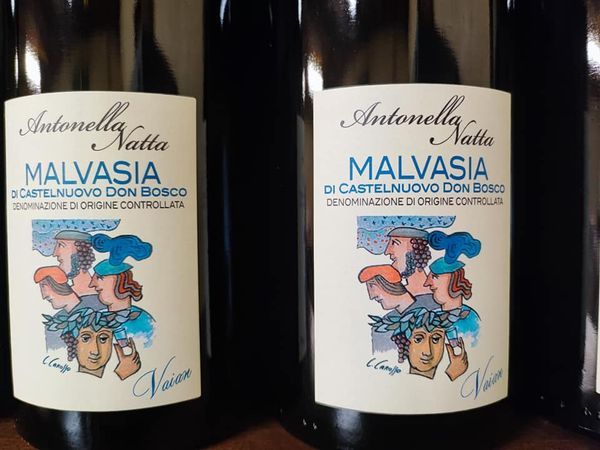 Antonella
Natta
MALVASIA
DI CASTELNUOVO DON BOSCO
DENOMINAZIONE DI ORIGINE CONTROLLATA
Vaian
Antonella
Natta
MALVASIA
DI CASTELNUOVO DON BOSCO
DENOMINAZIONE DI ORIGINE CONTROLLATA
Vaian